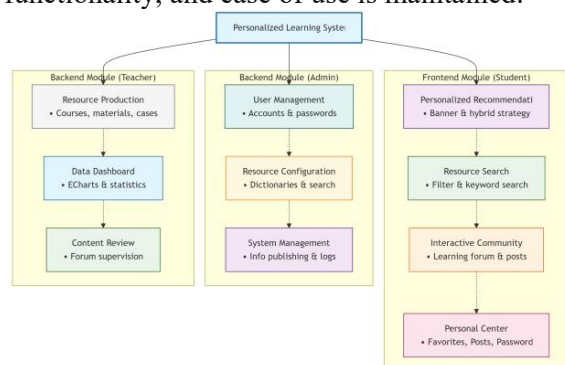 functionality, and ease of use is maintained.
Personalized Learning Syste
Backend Module (Teacher)
Resource Production
• Courses, materials, cases
Data Dashboard
• ECharts & statistics
Content Review
• Forum supervision
Backend Module (Admin)
User Management
• Accounts & passwords
Resource Configuration
• Dictionaries & search
System Management
• Info publishing & logs
Frontend Module (Student)
Personalized Recommendati
• Banner & hybrid strategy
Resource Search
• Filter & keyword search
Interactive Community
• Learning forum & posts
Personal Center
• Favorites, Posts, Password